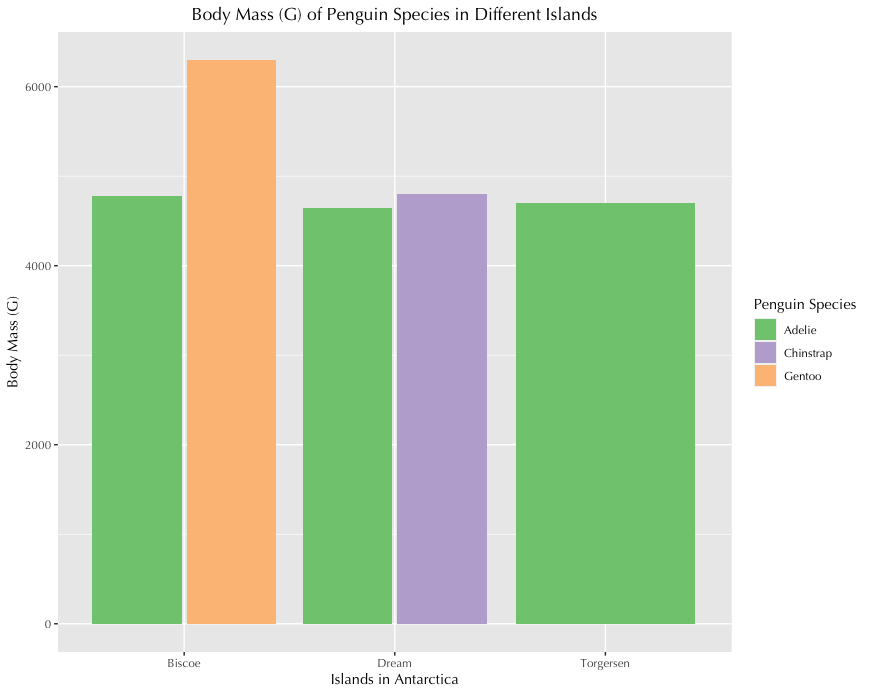 Body Mass (G) of Penguin Species in Different Islands
Body Mass (G)
6000
4000
2000
0
Biscoe
Dream
Torgersen
Islands in Antarctica
Penguin Species
Adelie
Chinstrap
Gentoo